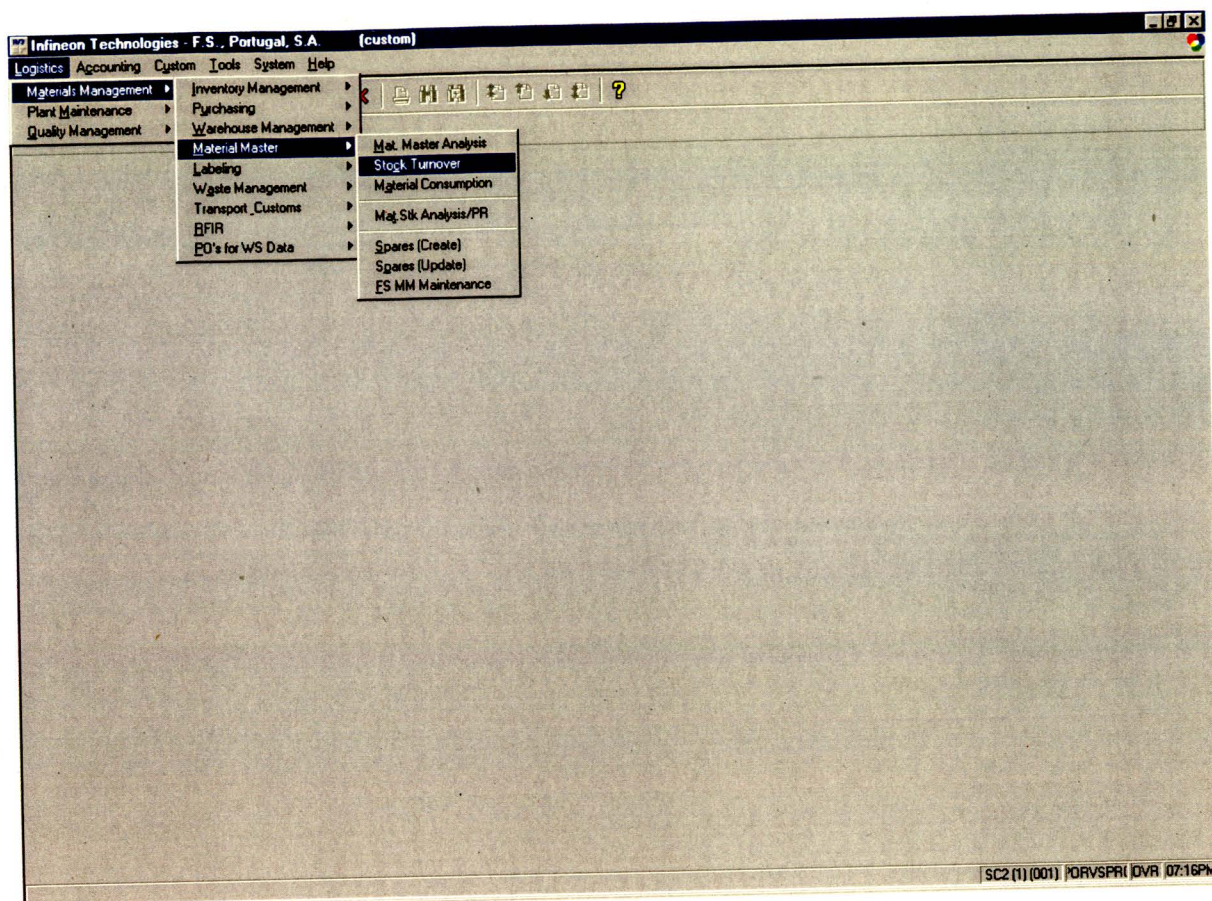 Infineon Technologies - F.S., Portugal, S.A. (custom)
Logistics Accounting Custom Tools System Help
Materials Management
Plant Maintenance
Quality Management
Inventory Management
Purchasing
Warehouse Management
Material Master
Labeling
Waste Management
Transport_Customs
RFIR
PO's for WS Data
Mat. Master Analysis
Stock Turnover
Material Consumption
Mat.Stk Analysis/PR
Spares (Create)
Spares (Update)
FS MM Maintenance
SC2 (1) (001) OVR 07:16PM